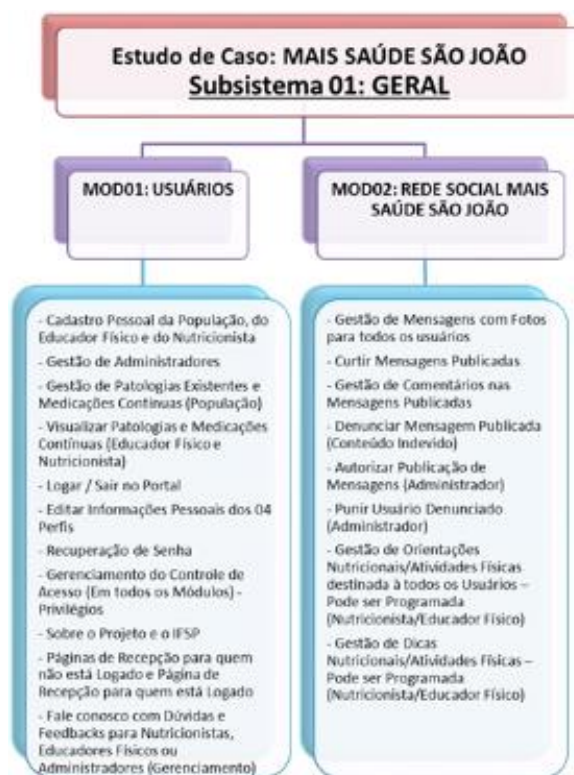 Estudo de Caso: MAIS SAÚDE SÃO JOÃO
Subsistema 01: GERAL
MOD01: USUÁRIOS
- Cadastro Pessoal da População, do
Educador Físico e do Nutricionista
- Gestão de Administradores
- Gestão de Patologias Existentes e
Medicações Continuas (População)
- Visualizar Patologias e Medicações
Contínuas (Educador Físico e
Nutricionista)
- Logar / Sair no Portal
- Editar Informações Pessoais dos 04
Perfis
- Recuperação de Senha
- Gerenciamento do Controle de
Acesso (Em todos os Módulos) -
Privilégios
- Sobre o Projeto e o IFSP
- Páginas de Recepção para quem
não está Logado e Página de
Recepção para quem está Logado
- Fale conosco com Dúvidas e
Feedbacks para Nutricionistas,
Educadores Físicos ou
Administradores (Gerenciamento)
MOD02: REDE SOCIAL MAIS
SAÚDE SÃO JOÃO
- Gestão de Mensagens com Fotos
para todos os usuários
- Curtir Mensagens Publicadas
- Gestão de Comentários nas
Mensagens Publicadas
- Denunciar Mensagem Publicada
(Conteúdo Indevido)
- Autorizar Publicação de
Mensagens (Administrador)
- Punir Usuário Denunciado
(Administrador)
- Gestão de Orientações
Nutricionais/Atividades Físicas
destinada à todos os Usuários –
Pode ser Programada
(Nutricionista/Educador Físico)
- Gestão de Dicas
Nutricionais/Atividades Físicas –
Pode ser Programada
(Nutricionista/Educador Físico)